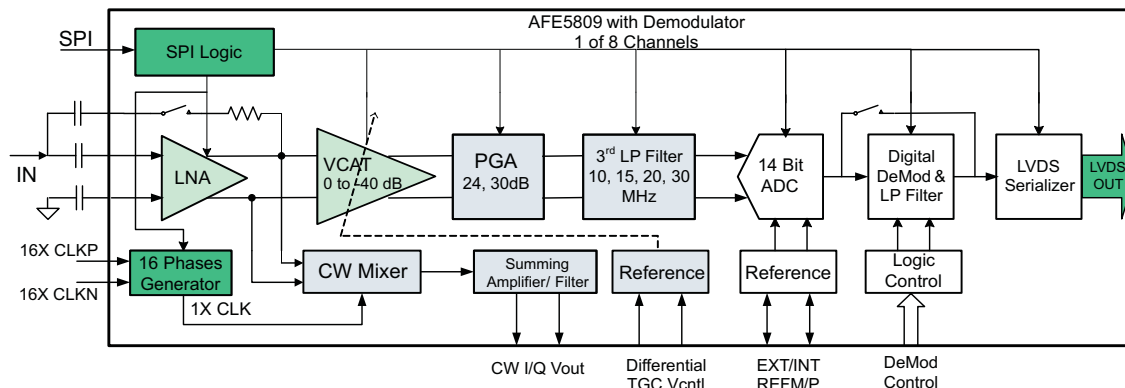 AFE5809 with Demodulator
1 of 8 Channels
SPI
SPI Logic
IN
LNA
VCAT
0 to -40 dB
PGA
24, 30dB
3rd LP Filter
10, 15, 20, 30
MHz
14 Bit
ADC
Digital
DeMod &
LP Filter
LVDS
Serializer
LVDS
OUT
16X CLKP
16X CLKN
16 Phases
Generator
1X CLK
CW Mixer
Summing
Amplifier/ Filter
Reference
Reference
Logic
Control
CW I/Q Vout
Differential
TGC Vcntl
EXT/INT
REFM/P
DeMod
Control